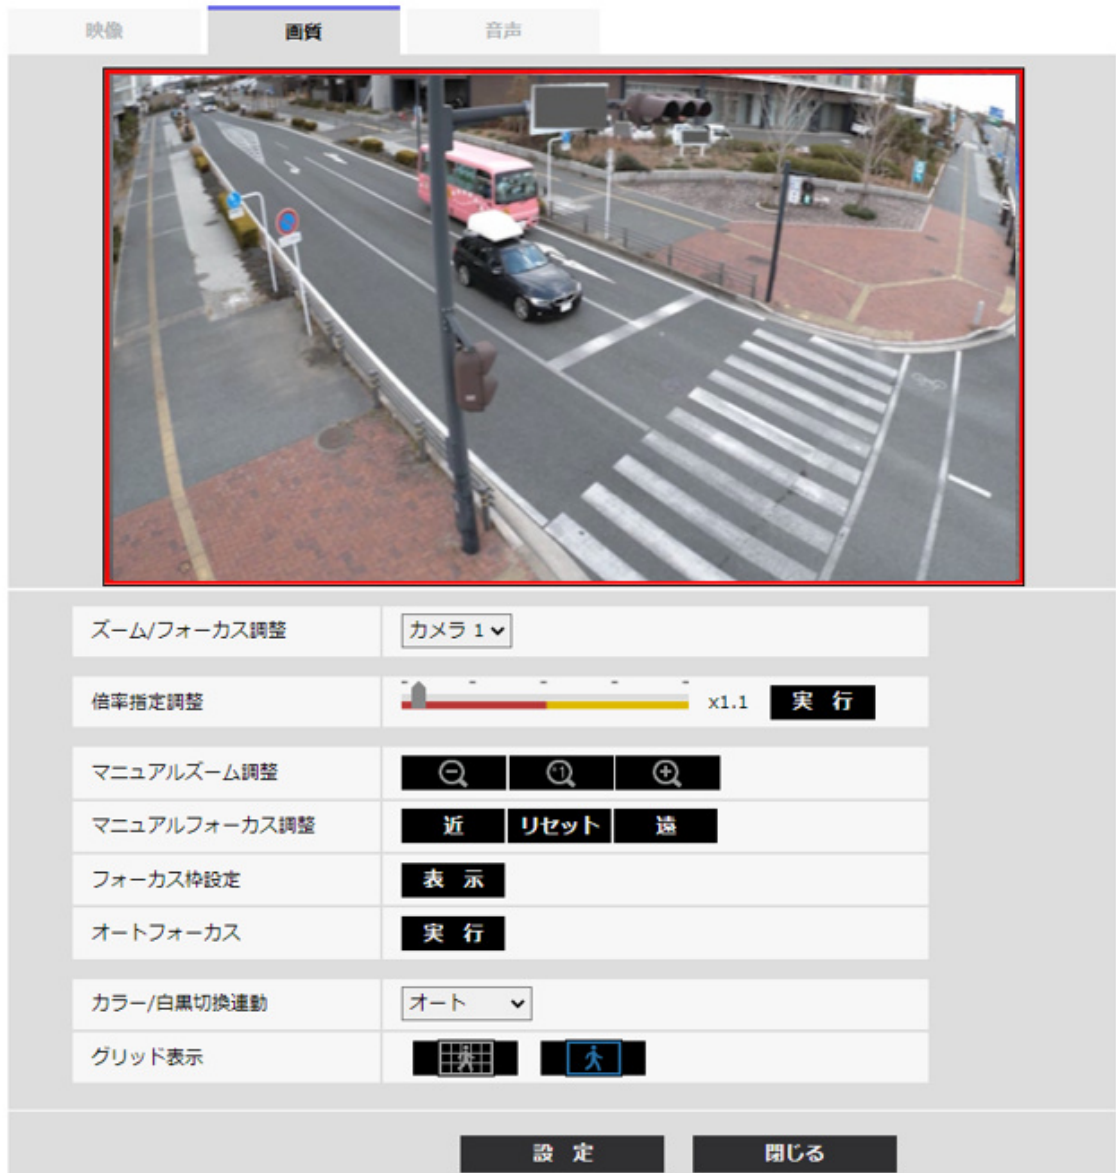 映像 画質 音声
ズーム/フォーカス調整 カメラ 1
倍率指定調整 x1.1 実 行
マニュアルズーム調整
マニュアルフォーカス調整 近 リセット 遠
フォーカス枠設定 表 示
オートフォーカス 実 行
カラー/白黒切換連動 オート
グリッド表示
設 定 閉じる